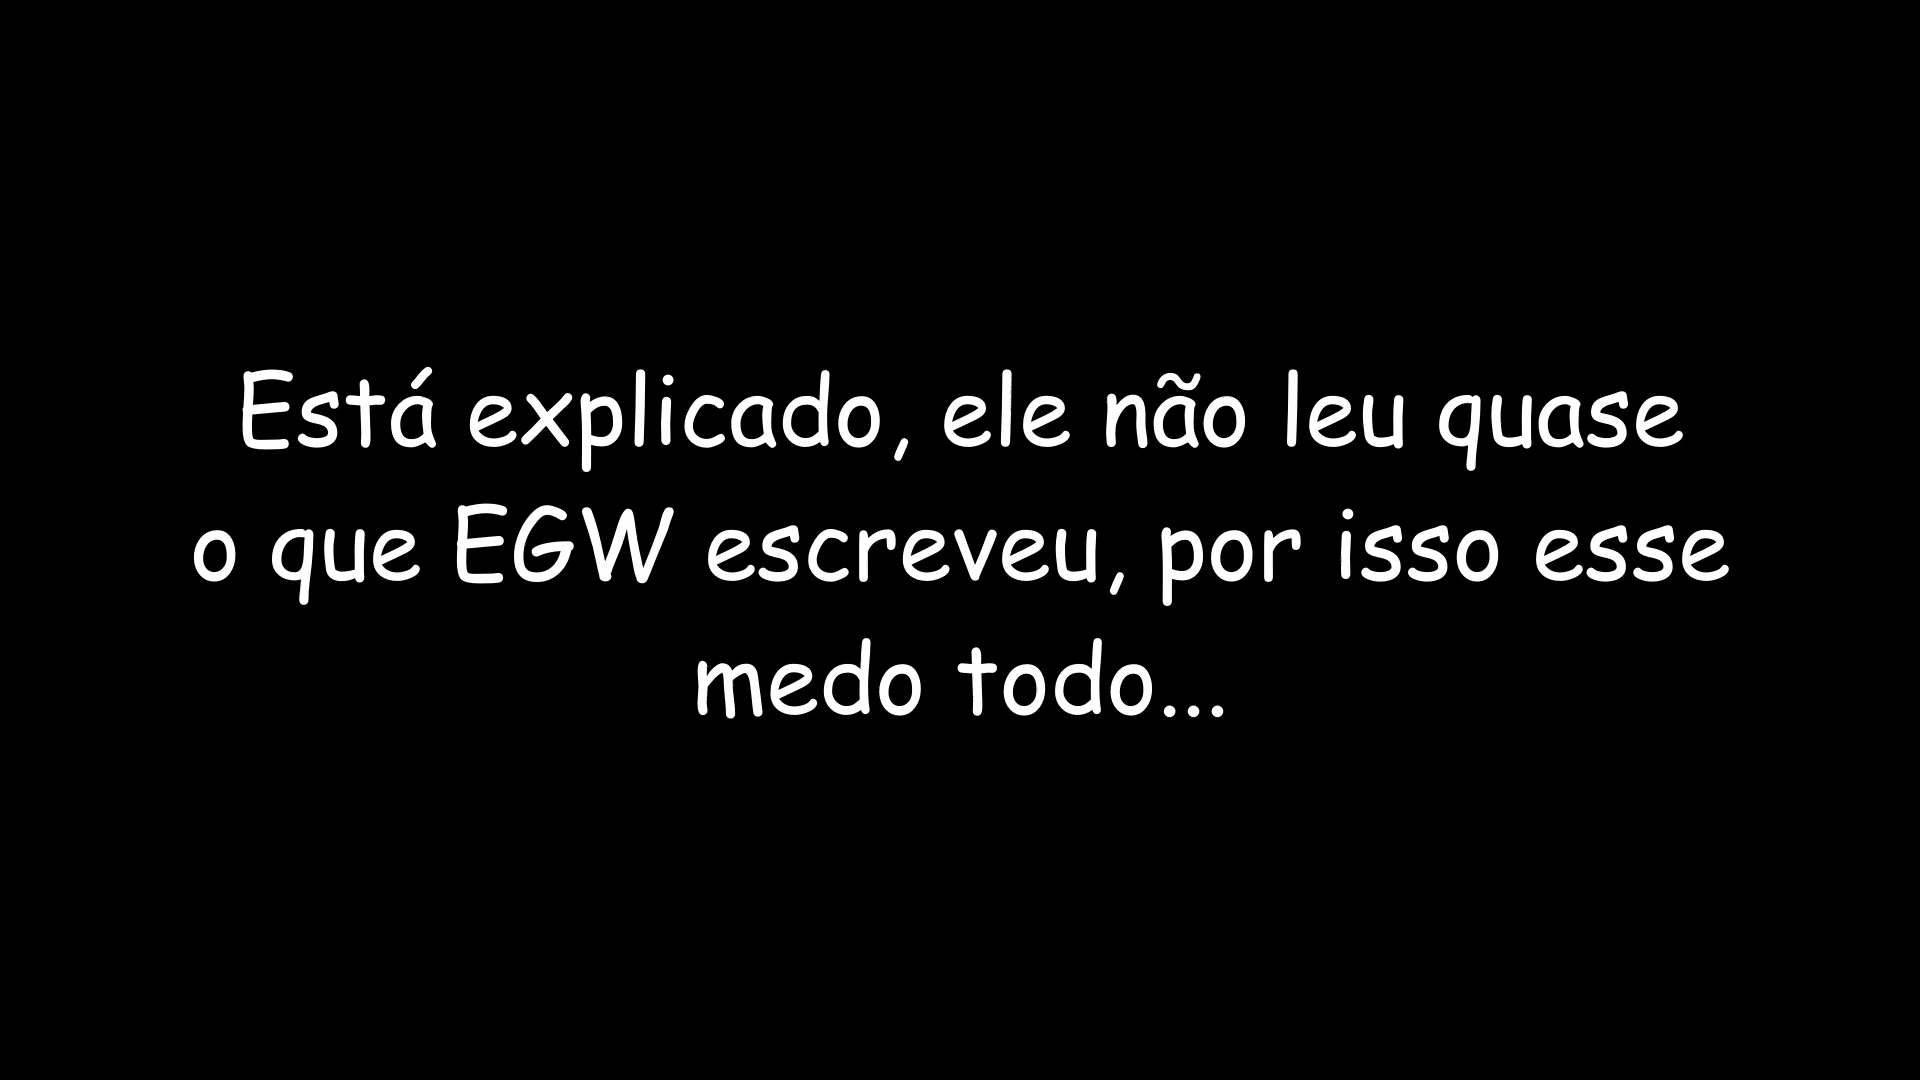 Está explicado, ele não leu quase
o que EGW escreveu, por isso esse
medo todo...